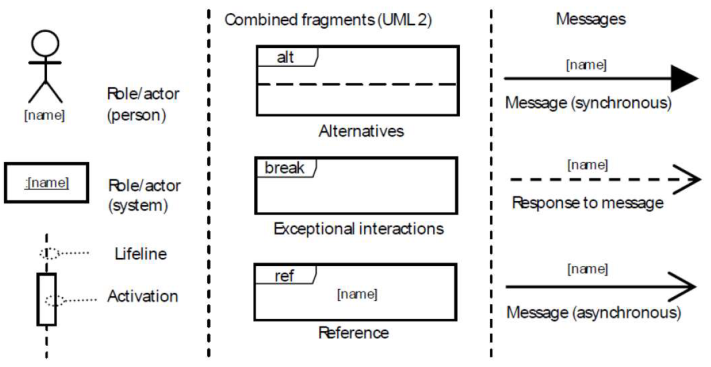 [name]
Role/actor
(person)
:[name]
Role/actor
(system)
Lifeline
Activation
Combined fragments (UML 2)
alt
Alternatives
break
Exceptional interactions
ref
[name]
Reference
Messages
[name]
Message (synchronous)
[name]
Response to message
[name]
Message (asynchronous)